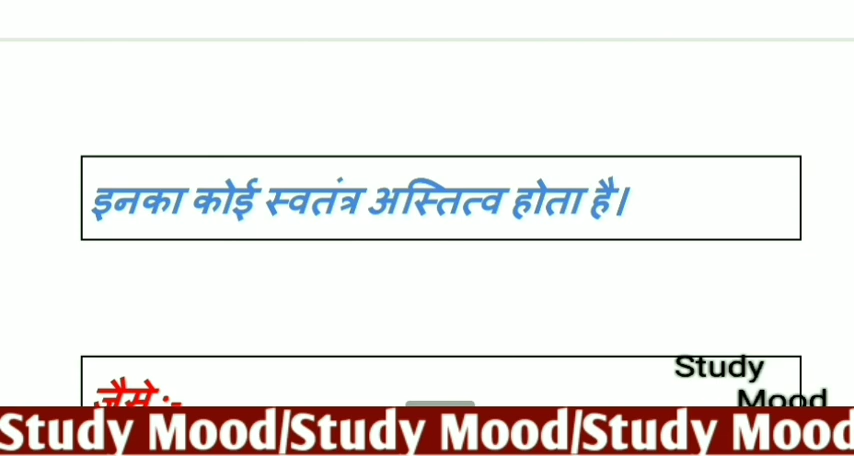 इनका कोई स्वतंत्र अस्तित्व होता है।
जैसे:-
Study
Mood
Study Mood/Study Mood/Study Mood